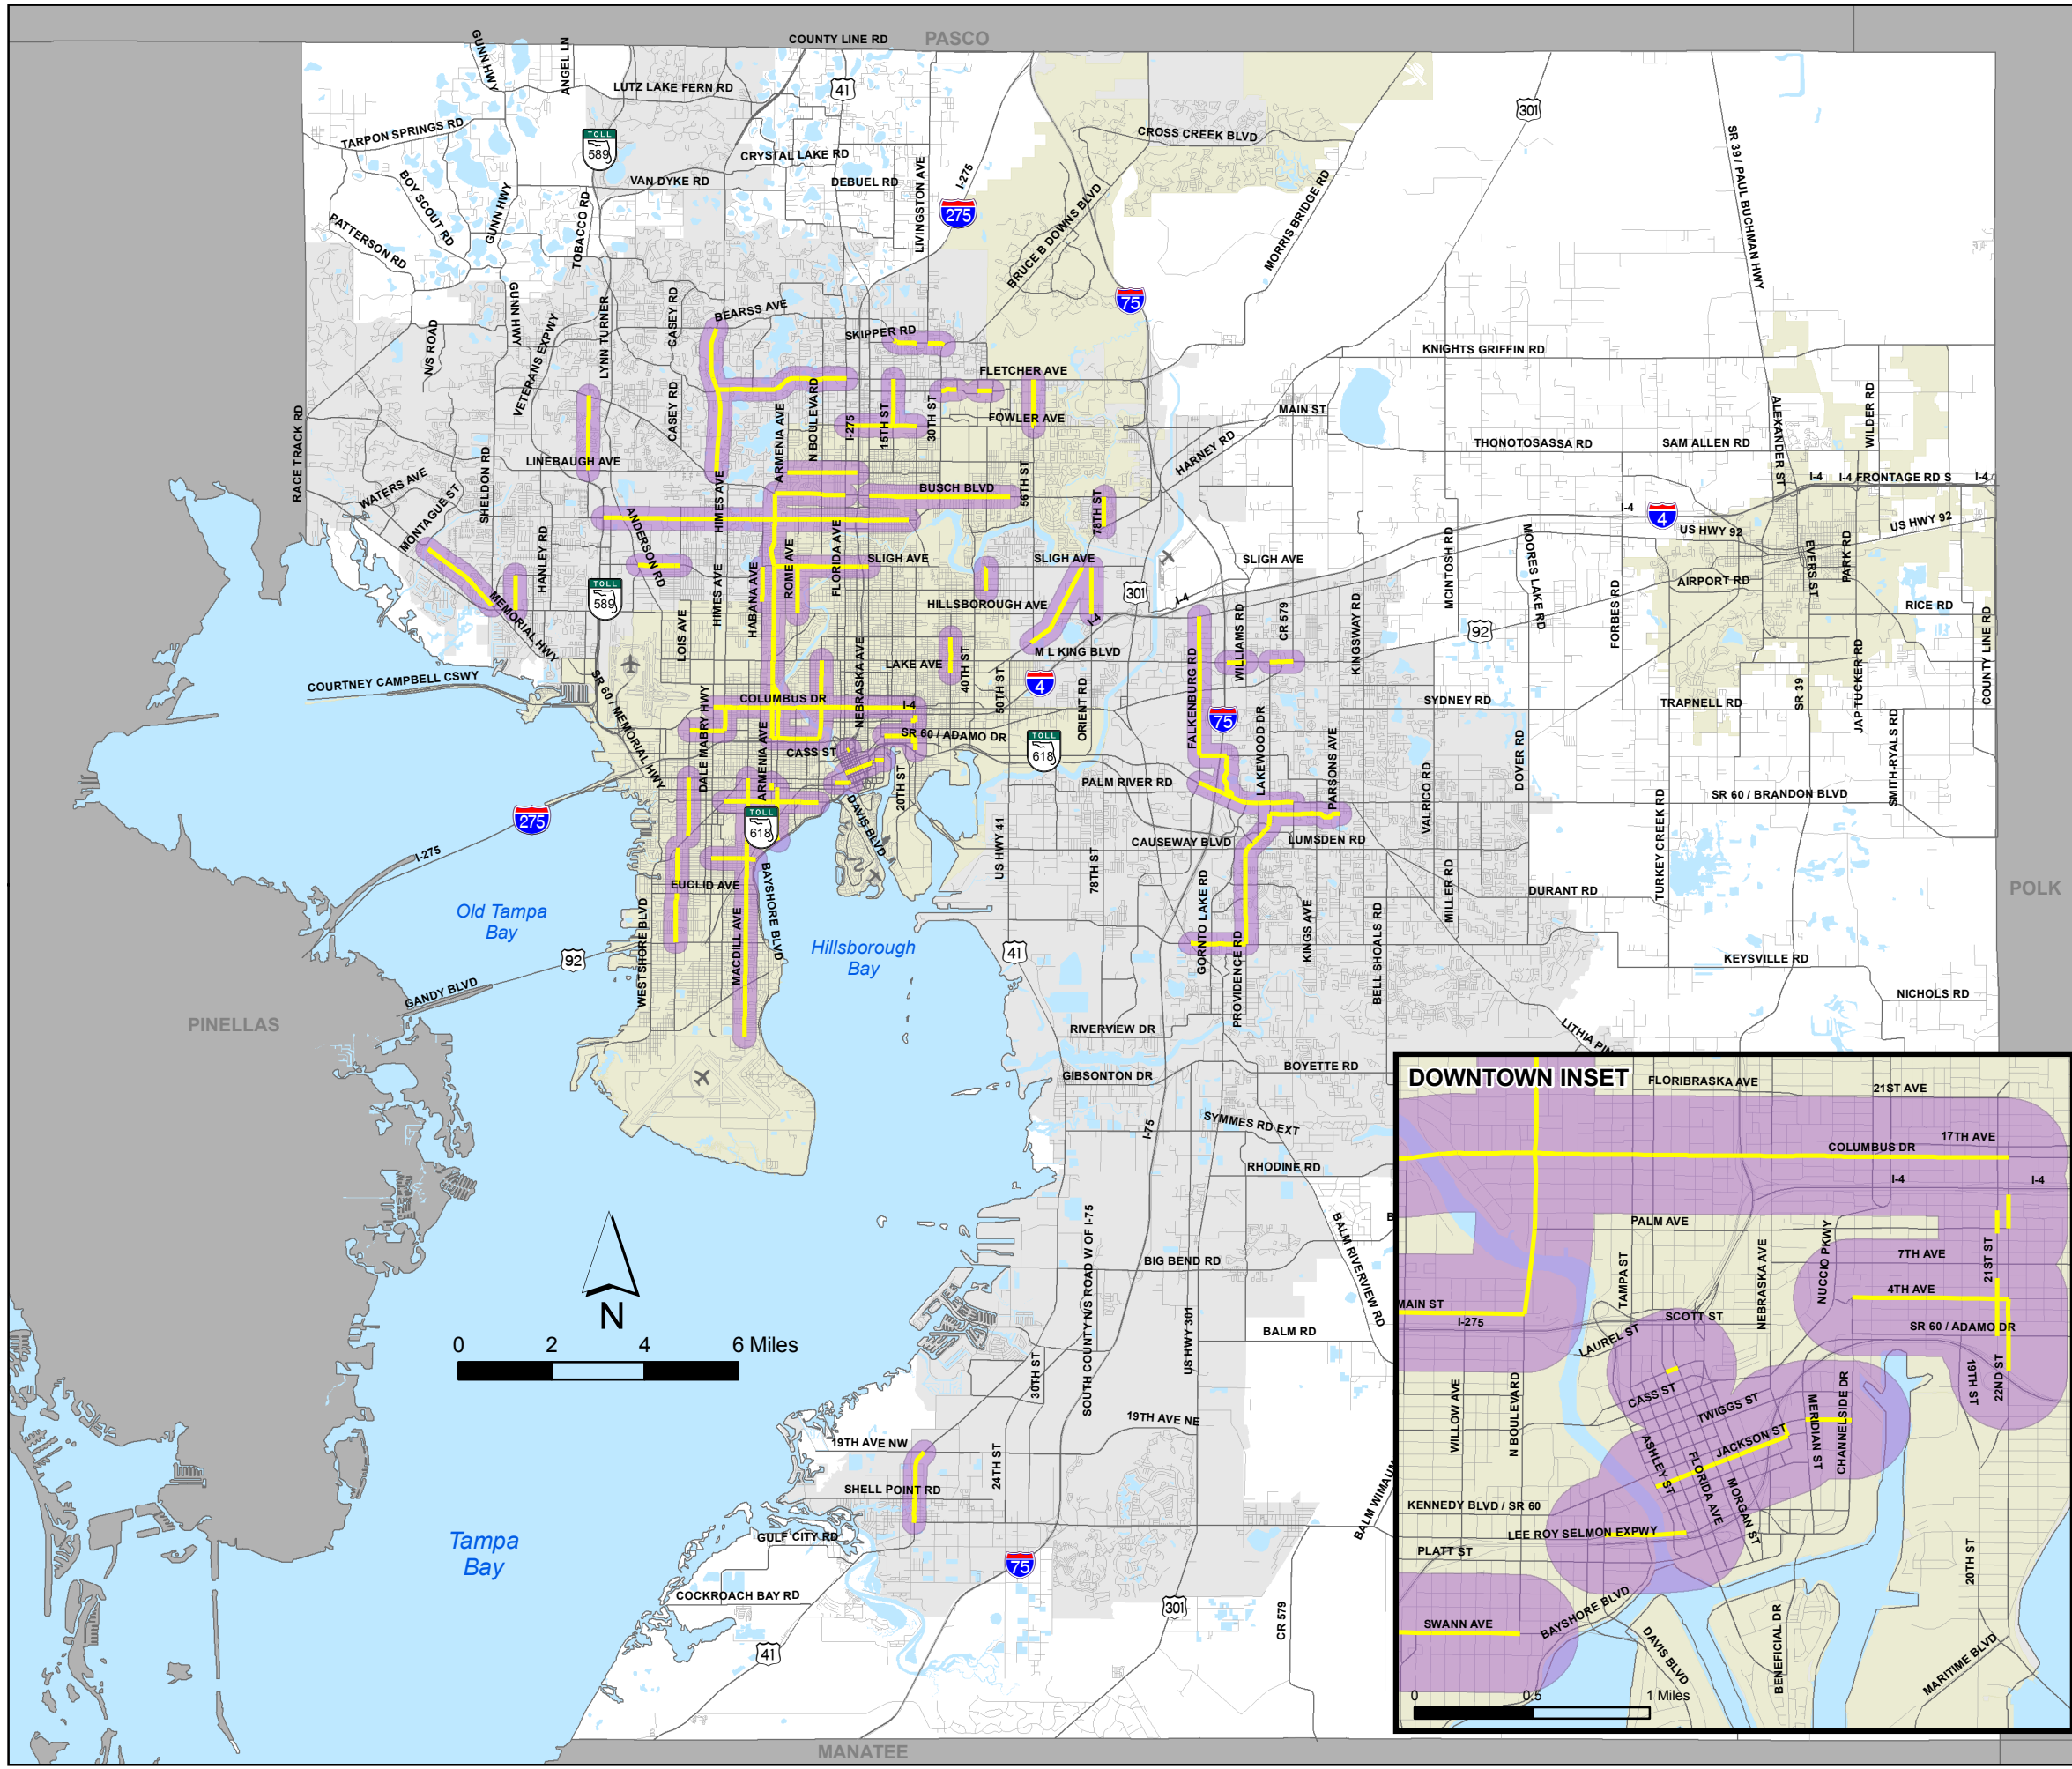 PASCO
COUNTY LINE RD
GUNN HWY
ANGEL LN
LUTZ LAKE FERN RD
41
301
TARPON SPRINGS RD
TOLL
589
CROSS CREEK BLVD
SR 39 / PAUL BUCHMAN HWY
CRYSTAL LAKE RD
BOY SCOUT RD
VAN DYKE RD
DEBUEL RD
LIVINGSTON AVE
I-275
275
GUNN HWY
TOBACCO RD
PATTERSON RD
BRUCE B DOWNS BLVD
MORRIS BRIDGE RD
75
N/S ROAD
GUNN HWY
VETERANS EXPWY
LYNN TURNER
CASEY RD
BEARSS AVE
SKIPPER RD
KNIGHTS GRIFFIN RD
FLETCHER AVE
RACE TRACK RD
CASEY RD
ARMENIA AVE
N BOULEVARD
I-275
15TH ST
30TH ST
FOWLER AVE
MAIN ST
ALEXANDER ST
WILDER RD
HARNEY RD
THONOTOSASSA RD
SAM ALLEN RD
LINEBAUGH AVE
WATERS AVE
MONTAGUE ST
SHELDON RD
HIMES AVE
BUSCH BLVD
56TH ST
78TH ST
I-4
I-4 FRONTAGE RD S
I-4
I-4
4
US HWY 92
US HWY 92
HANLEY RD
ANDERSON RD
FLORIDA AVE
ROME AVE
SLIGH AVE
SLIGH AVE
SLIGH AVE
MCINTOSH RD
MOORES LAKE RD
EVERS ST
PARK RD
TOLL
589
HIMES AVE
HABANA AVE
HILLSBOROUGH AVE
301
I-4
I-4
AIRPORT RD
RICE RD
MEMORIAL HWY
LOIS AVE
NEBRASKA AVE
LAKE AVE
40TH ST
M L KING BLVD
WILLIAMS RD
CR 579
KINGSWAY RD
92
FORBES RD
COUNTY LINE RD
COURTNEY CAMPBELL CSWY
SR 60 / MEMORIAL HWY
DALE MABRY HWY
COLUMBUS DR
I-4
50TH ST
4
ORIENT RD
FALKENBURG RD
75
SYDNEY RD
TRAPNELL RD
SR 39
JAP TUCKER RD
SMITH-RYALS RD
ARMENIA AVE
CASS ST
SR 60 / ADAMO DR
TOLL
618
LAKEWOOD DR
PARSONS AVE
VALRICO RD
DOVER RD
20TH ST
PALM RIVER RD
SR 60 / BRANDON BLVD
TURKEY CREEK RD
275
I-275
TOLL
618
DAVIS BLVD
US HWY 41
78TH ST
CAUSEWAY BLVD
LUMSDEN RD
EUCLID AVE
BAYSHORE BLVD
MACDILL AVE
WESTSHORE BLVD
GORNTO LAKE RD
PROVIDENCE RD
KINGS AVE
BELL SHOALS RD
MILLER RD
DURANT RD
POLK
Old Tampa
Bay
Hillsborough
Bay
92
41
GANDY BLVD
KEYSVILLE RD
NICHOLS RD
PINELLAS
RIVERVIEW DR
LITHIA PIN
GIBSONTON DR
BOYETTE RD
I-75
SYMMES RD EXT
RHODINE RD
BALM RIVERVIEW RD
B
SOUTH COUNTY N/S ROAD W OF I-75
BIG BEND RD
US HWY 301
BALM RD
N
0 2 4 6 Miles
30TH ST
19TH AVE NE
19TH AVE NW
24TH ST
SHELL POINT RD
BALM WIMAUM
GULF CITY RD
Tampa
Bay
75
COCKROACH BAY RD
301
CR 579
41
MANATEE
DOWNTOWN INSET
FLORIBRASKA AVE
21ST AVE
17TH AVE
COLUMBUS DR
I-4
I-4
PALM AVE
TAMPA ST
NEBRASKA AVE
NUCCIO PKWY
7TH AVE
21ST ST
4TH AVE
MAIN ST
I-275
SCOTT ST
LAUREL ST
SR 60 / ADAMO DR
19TH ST
22ND ST
WILLOW AVE
N BOULEVARD
CASS ST
TWIGGS ST
MERIDIAN ST
CHANNELSIDE DR
JACKSON ST
ASHLEY ST
FLORIDA AVE
MORGAN ST
KENNEDY BLVD / SR 60
LEE ROY SELMON EXPWY
PLATT ST
20TH ST
SWANN AVE
BAYSHORE BLVD
DAVIS BLVD
BENEFICIAL DR
MARITIME BLVD
0 0.5 1 Miles